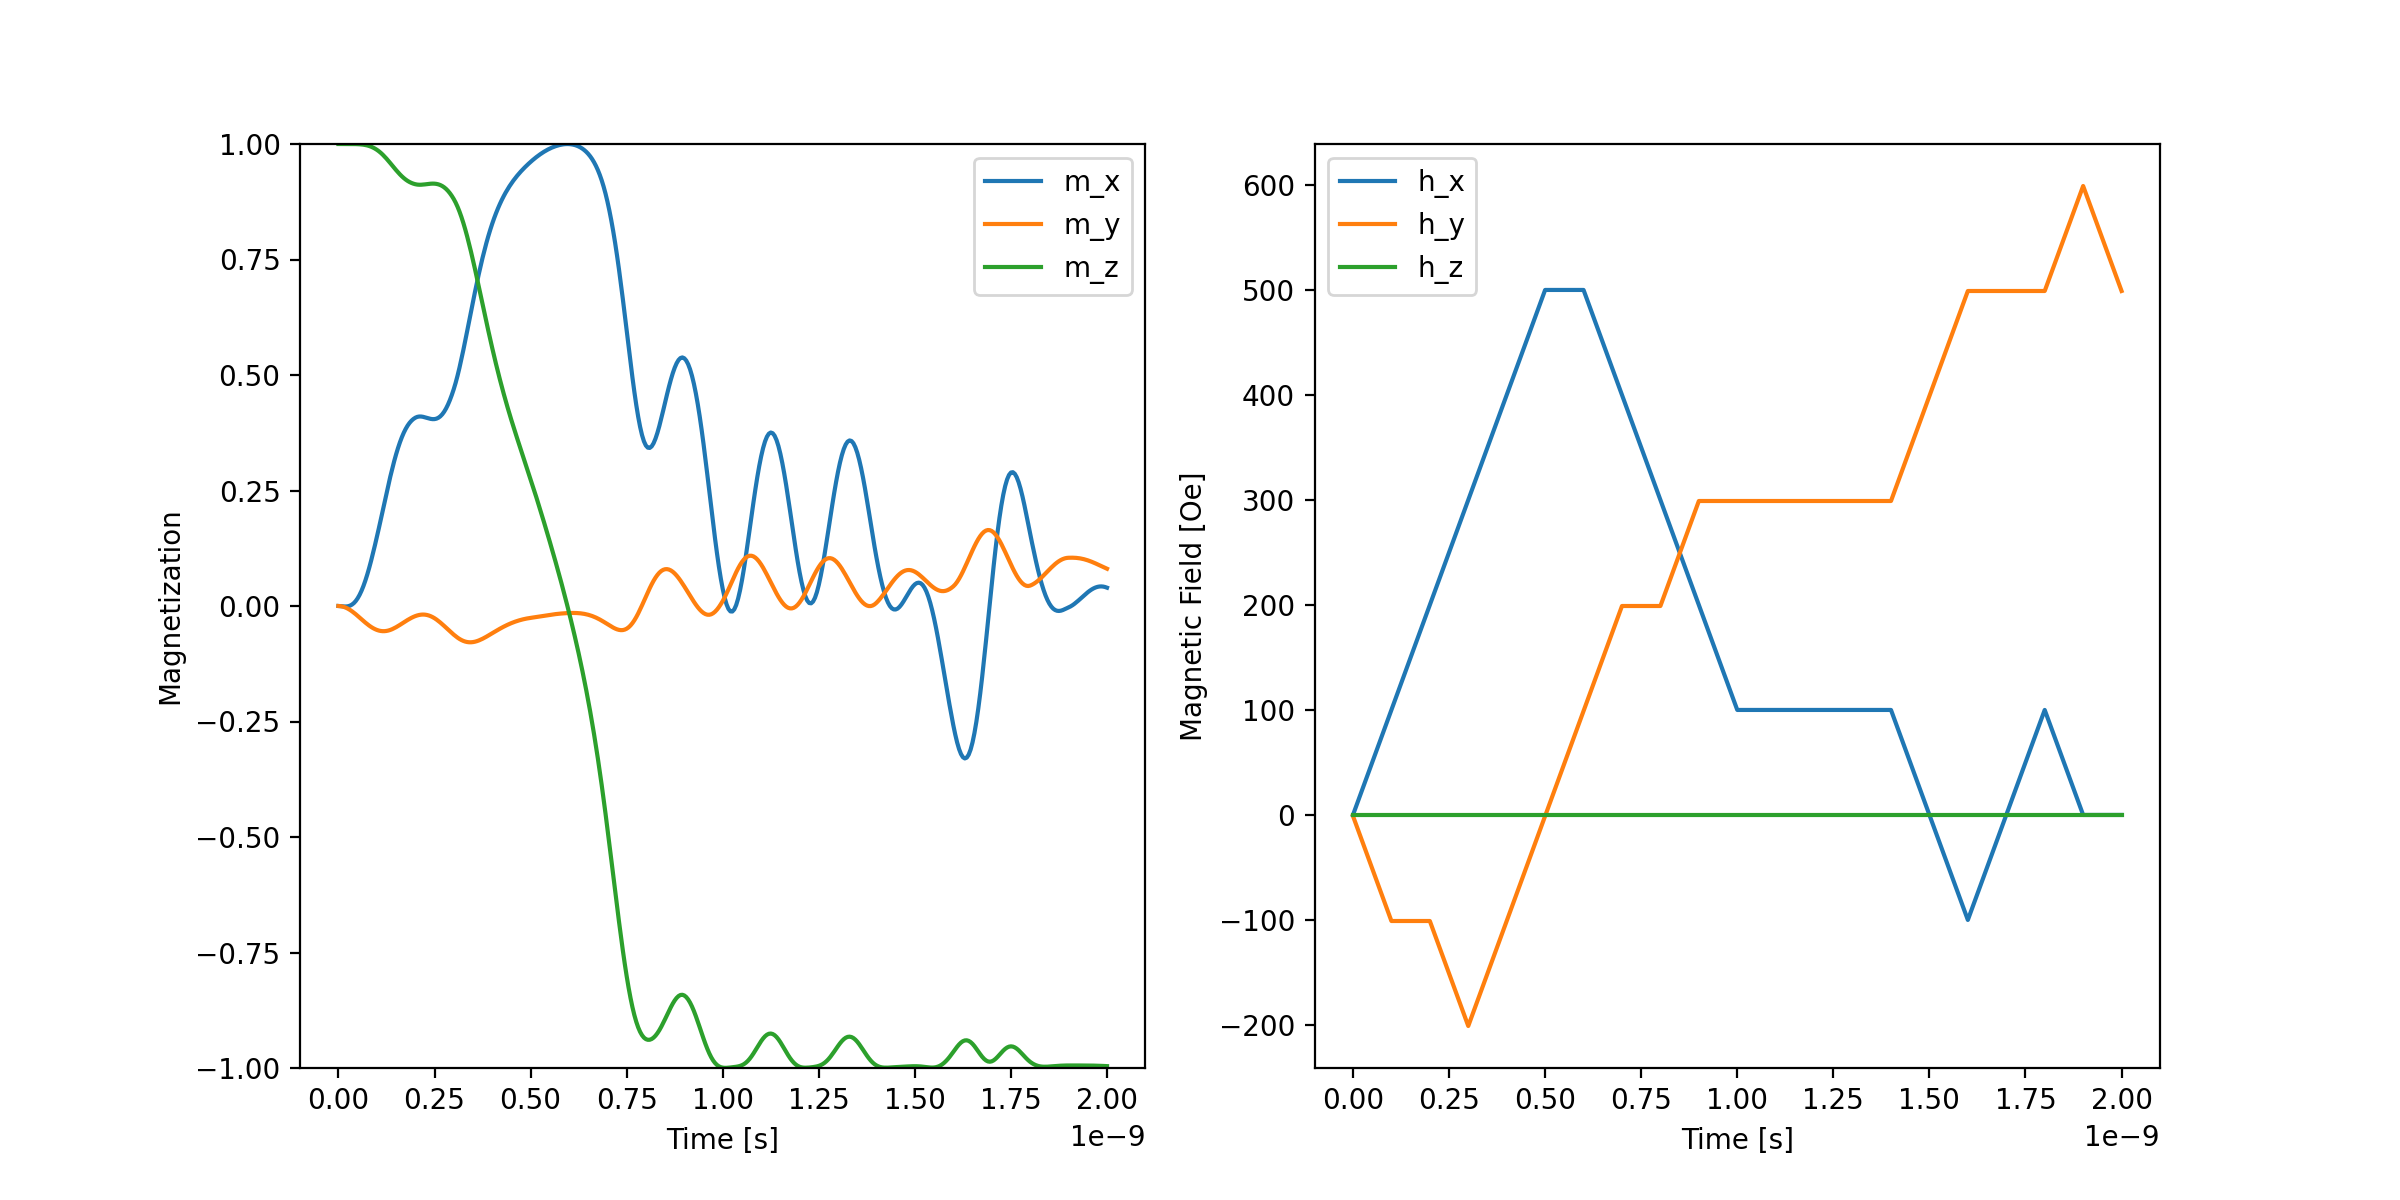 Magnetization
1.00
0.75
0.50
0.25
0.00
−0.25
−0.50
−0.75
−1.00
m_x
m_y
m_z
0.00 0.25 0.50 0.75 1.00 1.25 1.50 1.75 2.00
Time [s]
1e−9
Magnetic Field [Oe]
600
500
400
300
200
100
0
−100
−200
h_x
h_y
h_z
0.00 0.25 0.50 0.75 1.00 1.25 1.50 1.75 2.00
Time [s]
1e−9